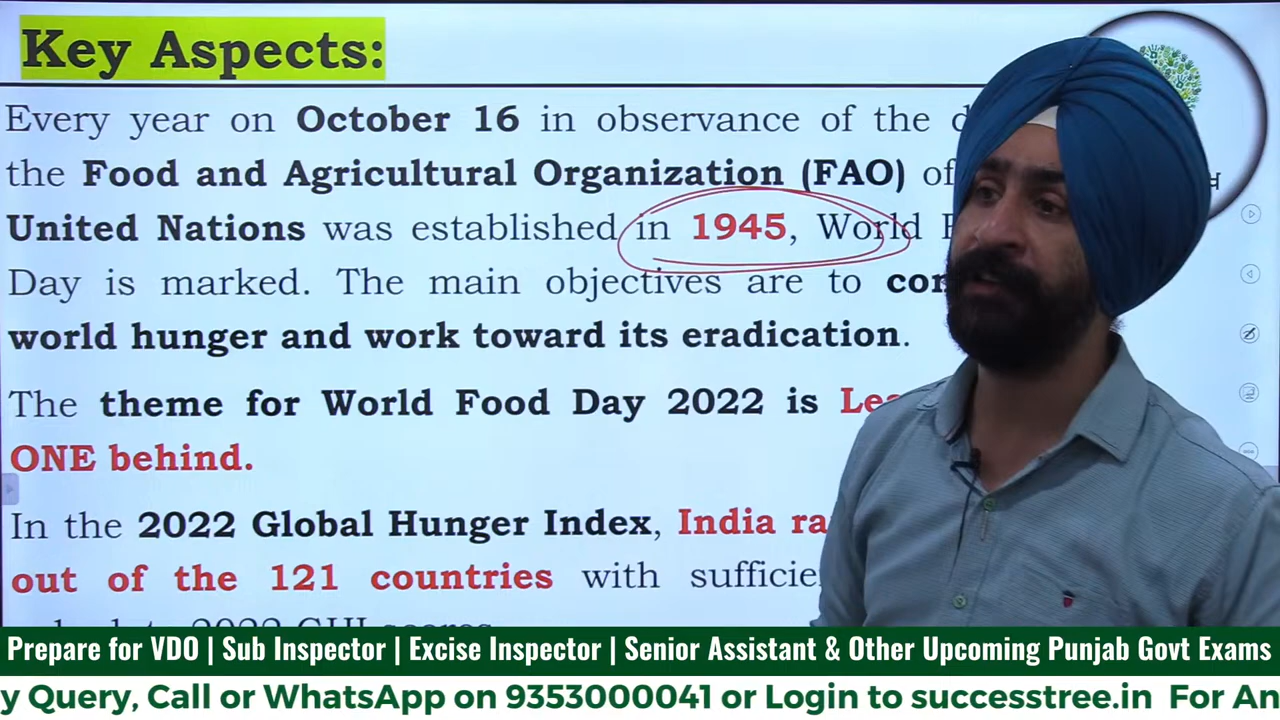 Key Aspects:
Every year on October 16 in observance of the
the Food and Agricultural Organization (FAO) of
United Nations was established in 1945, World
Day is marked. The main objectives are to
world hunger and work toward its eradication.
The theme for World Food Day 2022 is
ONE behind.
In the 2022 Global Hunger Index, India
out of the 121 countries with
Prepare for VDO | Sub Inspector | Excise Inspector | Senior Assistant & Other Upcoming Punjab Govt Exams
y Query, Call or WhatsApp on 9353000041 or Login to successtree.in For An